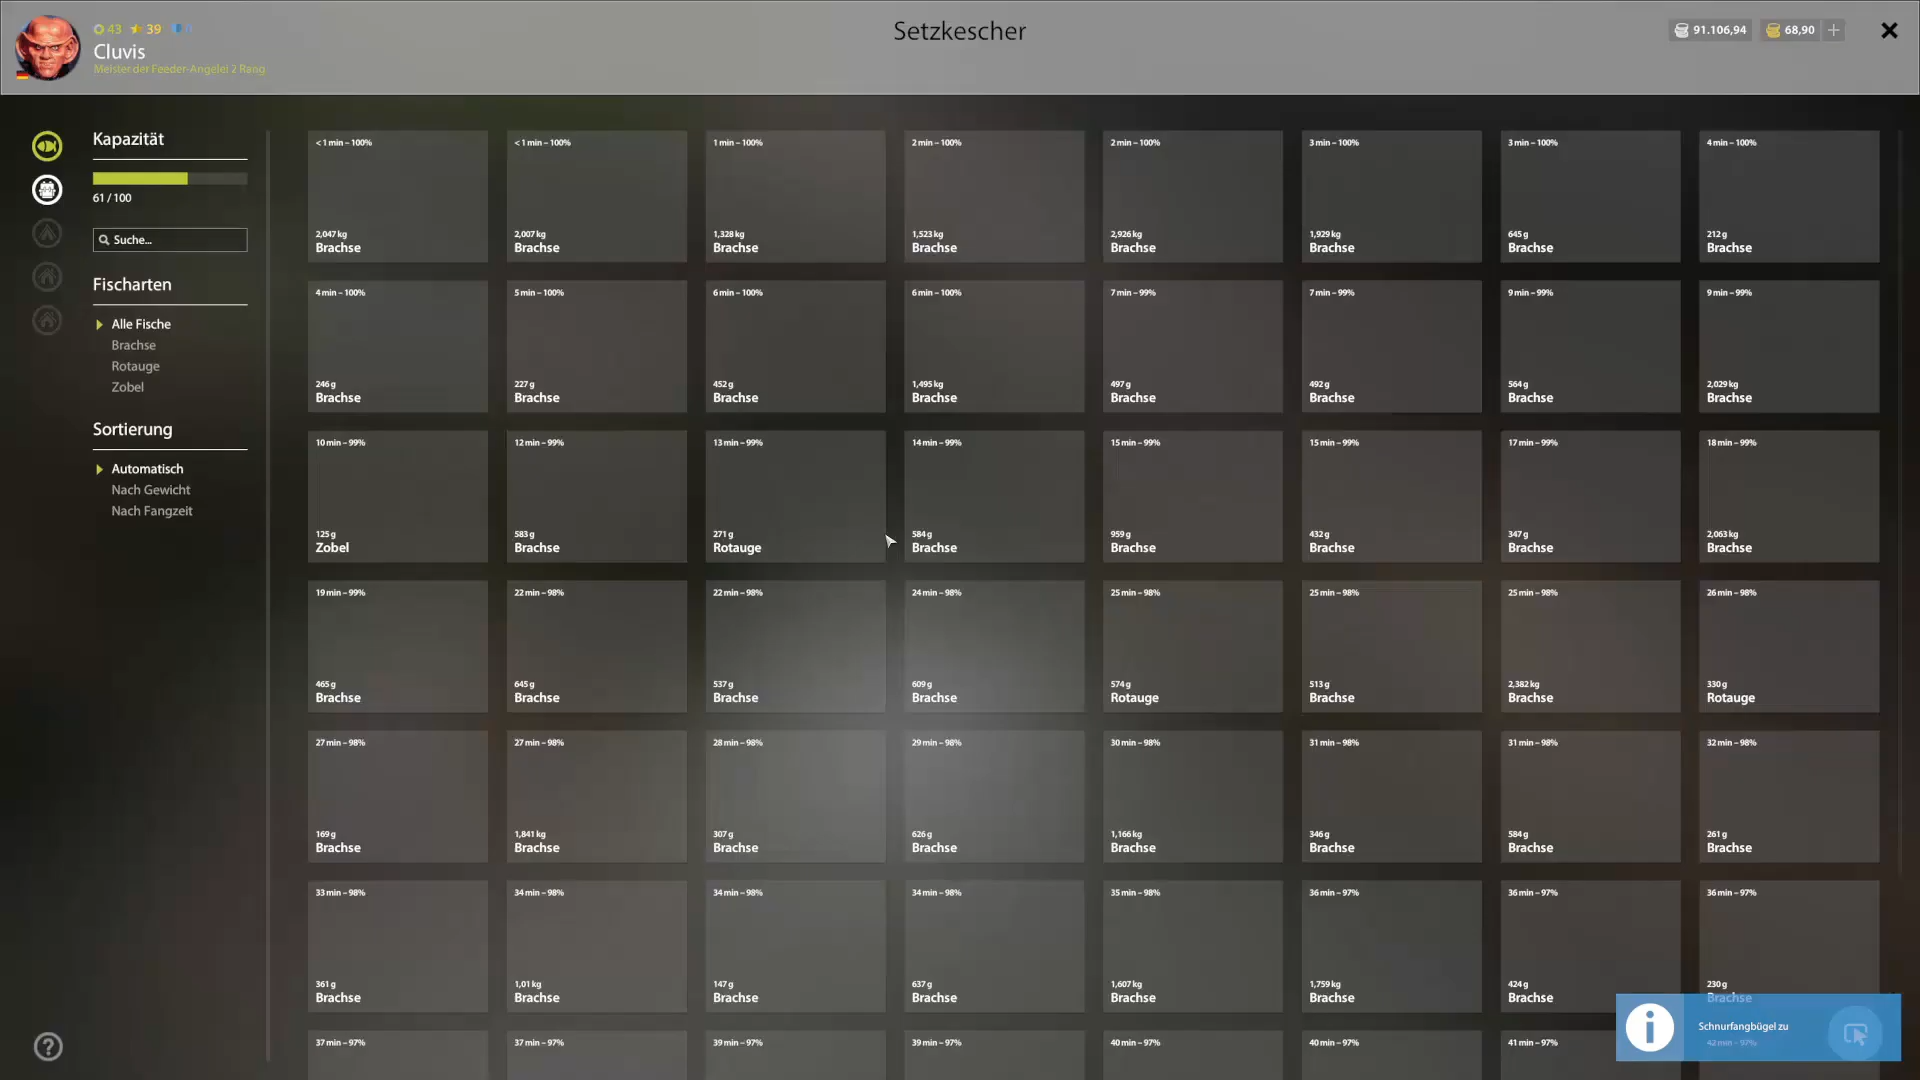 43 39 0
Cluvis
Meister der Feeder-Angelei 2 Rang
Setzkescher
91.106,94 68,90 +
Kapazität
61 / 100
Suche...
Fischarten
Alle Fische
Brachse
Rotauge
Zobel
Sortierung
Automatisch
Nach Gewicht
Nach Fangzeit
< 1 min – 100% < 1 min – 100% 1 min – 100% 2 min – 100% 2 min – 100% 3 min – 100% 3 min – 100% 4 min – 100%
2,047 kg 2,007 kg 1,328 kg 1,523 kg 2,926 kg 1,929 kg 645 g 212 g
Brachse Brachse Brachse Brachse Brachse Brachse Brachse Brachse
4 min – 100% 5 min – 100% 6 min – 100% 6 min – 100% 7 min – 99% 7 min – 99% 9 min – 99% 9 min – 99%
246 g 227 g 452 g 1,495 kg 497 g 492 g 564 g 2,029 kg
Brachse Brachse Brachse Brachse Brachse Brachse Brachse Brachse
10 min – 99% 12 min – 99% 13 min – 99% 14 min – 99% 15 min – 99% 15 min – 99% 17 min – 99% 18 min – 99%
125 g 583 g 271 g 584 g 959 g 432 g 347 g 2,063 kg
Zobel Brachse Rotauge Brachse Brachse Brachse Brachse Brachse
19 min – 99% 22 min – 98% 22 min – 98% 24 min – 98% 25 min – 98% 25 min – 98% 25 min – 98% 26 min – 98%
465 g 645 g 537 g 609 g 574 g 513 g 2,382 kg 330 g
Brachse Brachse Brachse Brachse Rotauge Brachse Brachse Rotauge
27 min – 98% 27 min – 98% 28 min – 98% 29 min – 98% 30 min – 98% 31 min – 98% 31 min – 98% 32 min – 98%
169 g 1,841 kg 307 g 626 g 1,166 kg 346 g 584 g 261 g
Brachse Brachse Brachse Brachse Brachse Brachse Brachse Brachse
33 min – 98% 34 min – 98% 34 min – 98% 34 min – 98% 35 min – 98% 36 min – 97% 36 min – 97% 36 min – 97%
361 g 1,01 kg 147 g 637 g 1,607 kg 1,759 kg 424 g 230 g
Brachse Brachse Brachse Brachse Brachse Brachse Brachse Brachse
37 min – 97% 37 min – 97% 39 min – 97% 39 min – 97% 40 min – 97% 40 min – 97% 41 min – 97% 42 min – 97%
Schnurfangbügel zu